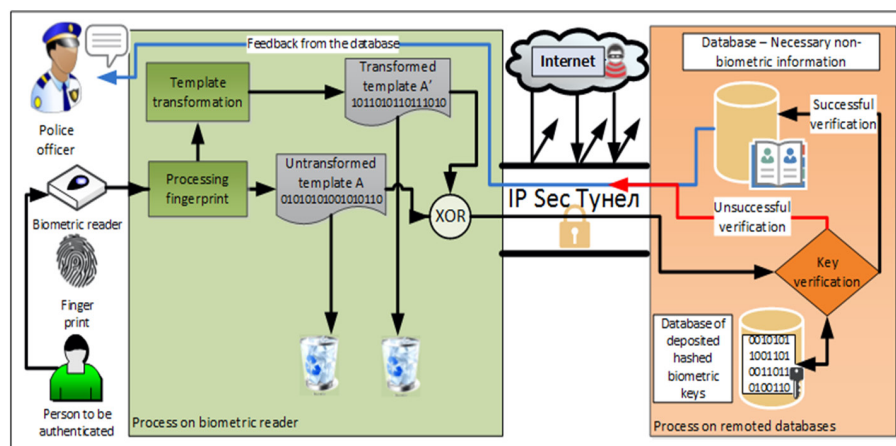 Feedback from the database
Police
officer
Template
transformation
Transformed
template A'
1011010110111010
Internet
Database – Necessary non-
biometric information
Successful
verification
Processing
fingerprint
Untransformed
template A
01010101001010110
XOR
IP Sec Тунел
Unsuccessful
verification
Biometric reader
Key
verification
Finger
print
Database of
deposited
hashed
biometric
keys
0010101
1001101
0011011
0100110
Person to be
authenticated
Process on biometric reader
Process on remoted databases